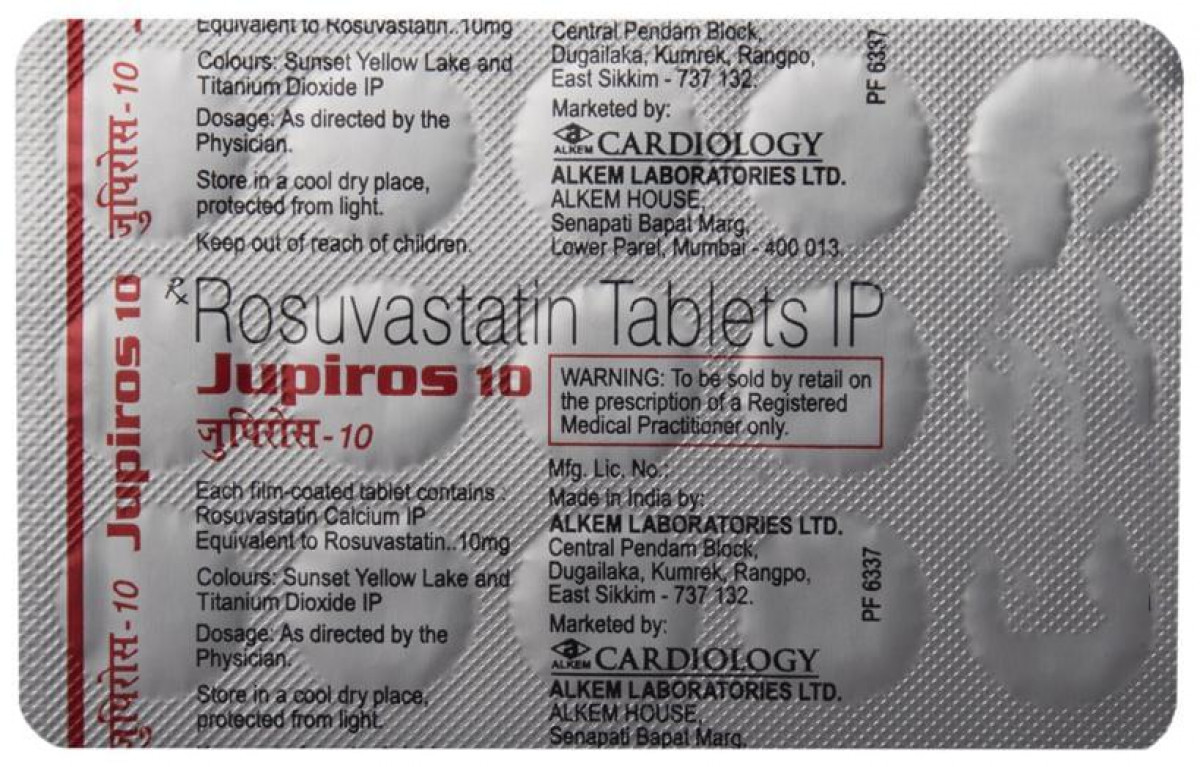 Equivalent to Rosuvastatin..10mg
Colours: Sunset Yellow Lake and
Titanium Dioxide IP
Dosage: As directed by the
Physician.
Store in a cool dry place,
protected from light.
Keep out of reach of children.
Central Pendam Block,
Dugailaka, Kumrek, Rangpo,
East Sikkim - 737 132.
Marketed by:
a ALKEM CARDIOLOGY
ALKEM LABORATORIES LTD.
ALKEM HOUSE,
Senapati Bapat Marg,
Lower Parel, Mumbai - 400 013.
PF 6337
जुपिरोस - 10
Jupiros 10
जुपिरोस - 10
Rx Rosuvastatin Tablets IP
Jupiros 10
जुपिरोस - 10
WARNING: To be sold by retail on
the prescription of a Registered
Medical Practitioner only.
Each film-coated tablet contains :
Rosuvastatin Calcium IP
Equivalent to Rosuvastatin..10mg
Colours: Sunset Yellow Lake and
Titanium Dioxide IP
Dosage: As directed by the
Physician.
Store in a cool dry place,
protected from light.
Mfg. Lic. No.:
Made in India by:
ALKEM LABORATORIES LTD.
Central Pendam Block,
Dugailaka, Kumrek, Rangpo,
East Sikkim - 737 132.
Marketed by:
a ALKEM CARDIOLOGY
ALKEM LABORATORIES LTD.
ALKEM HOUSE,
Senapati Bapat Marg,
PF 6337